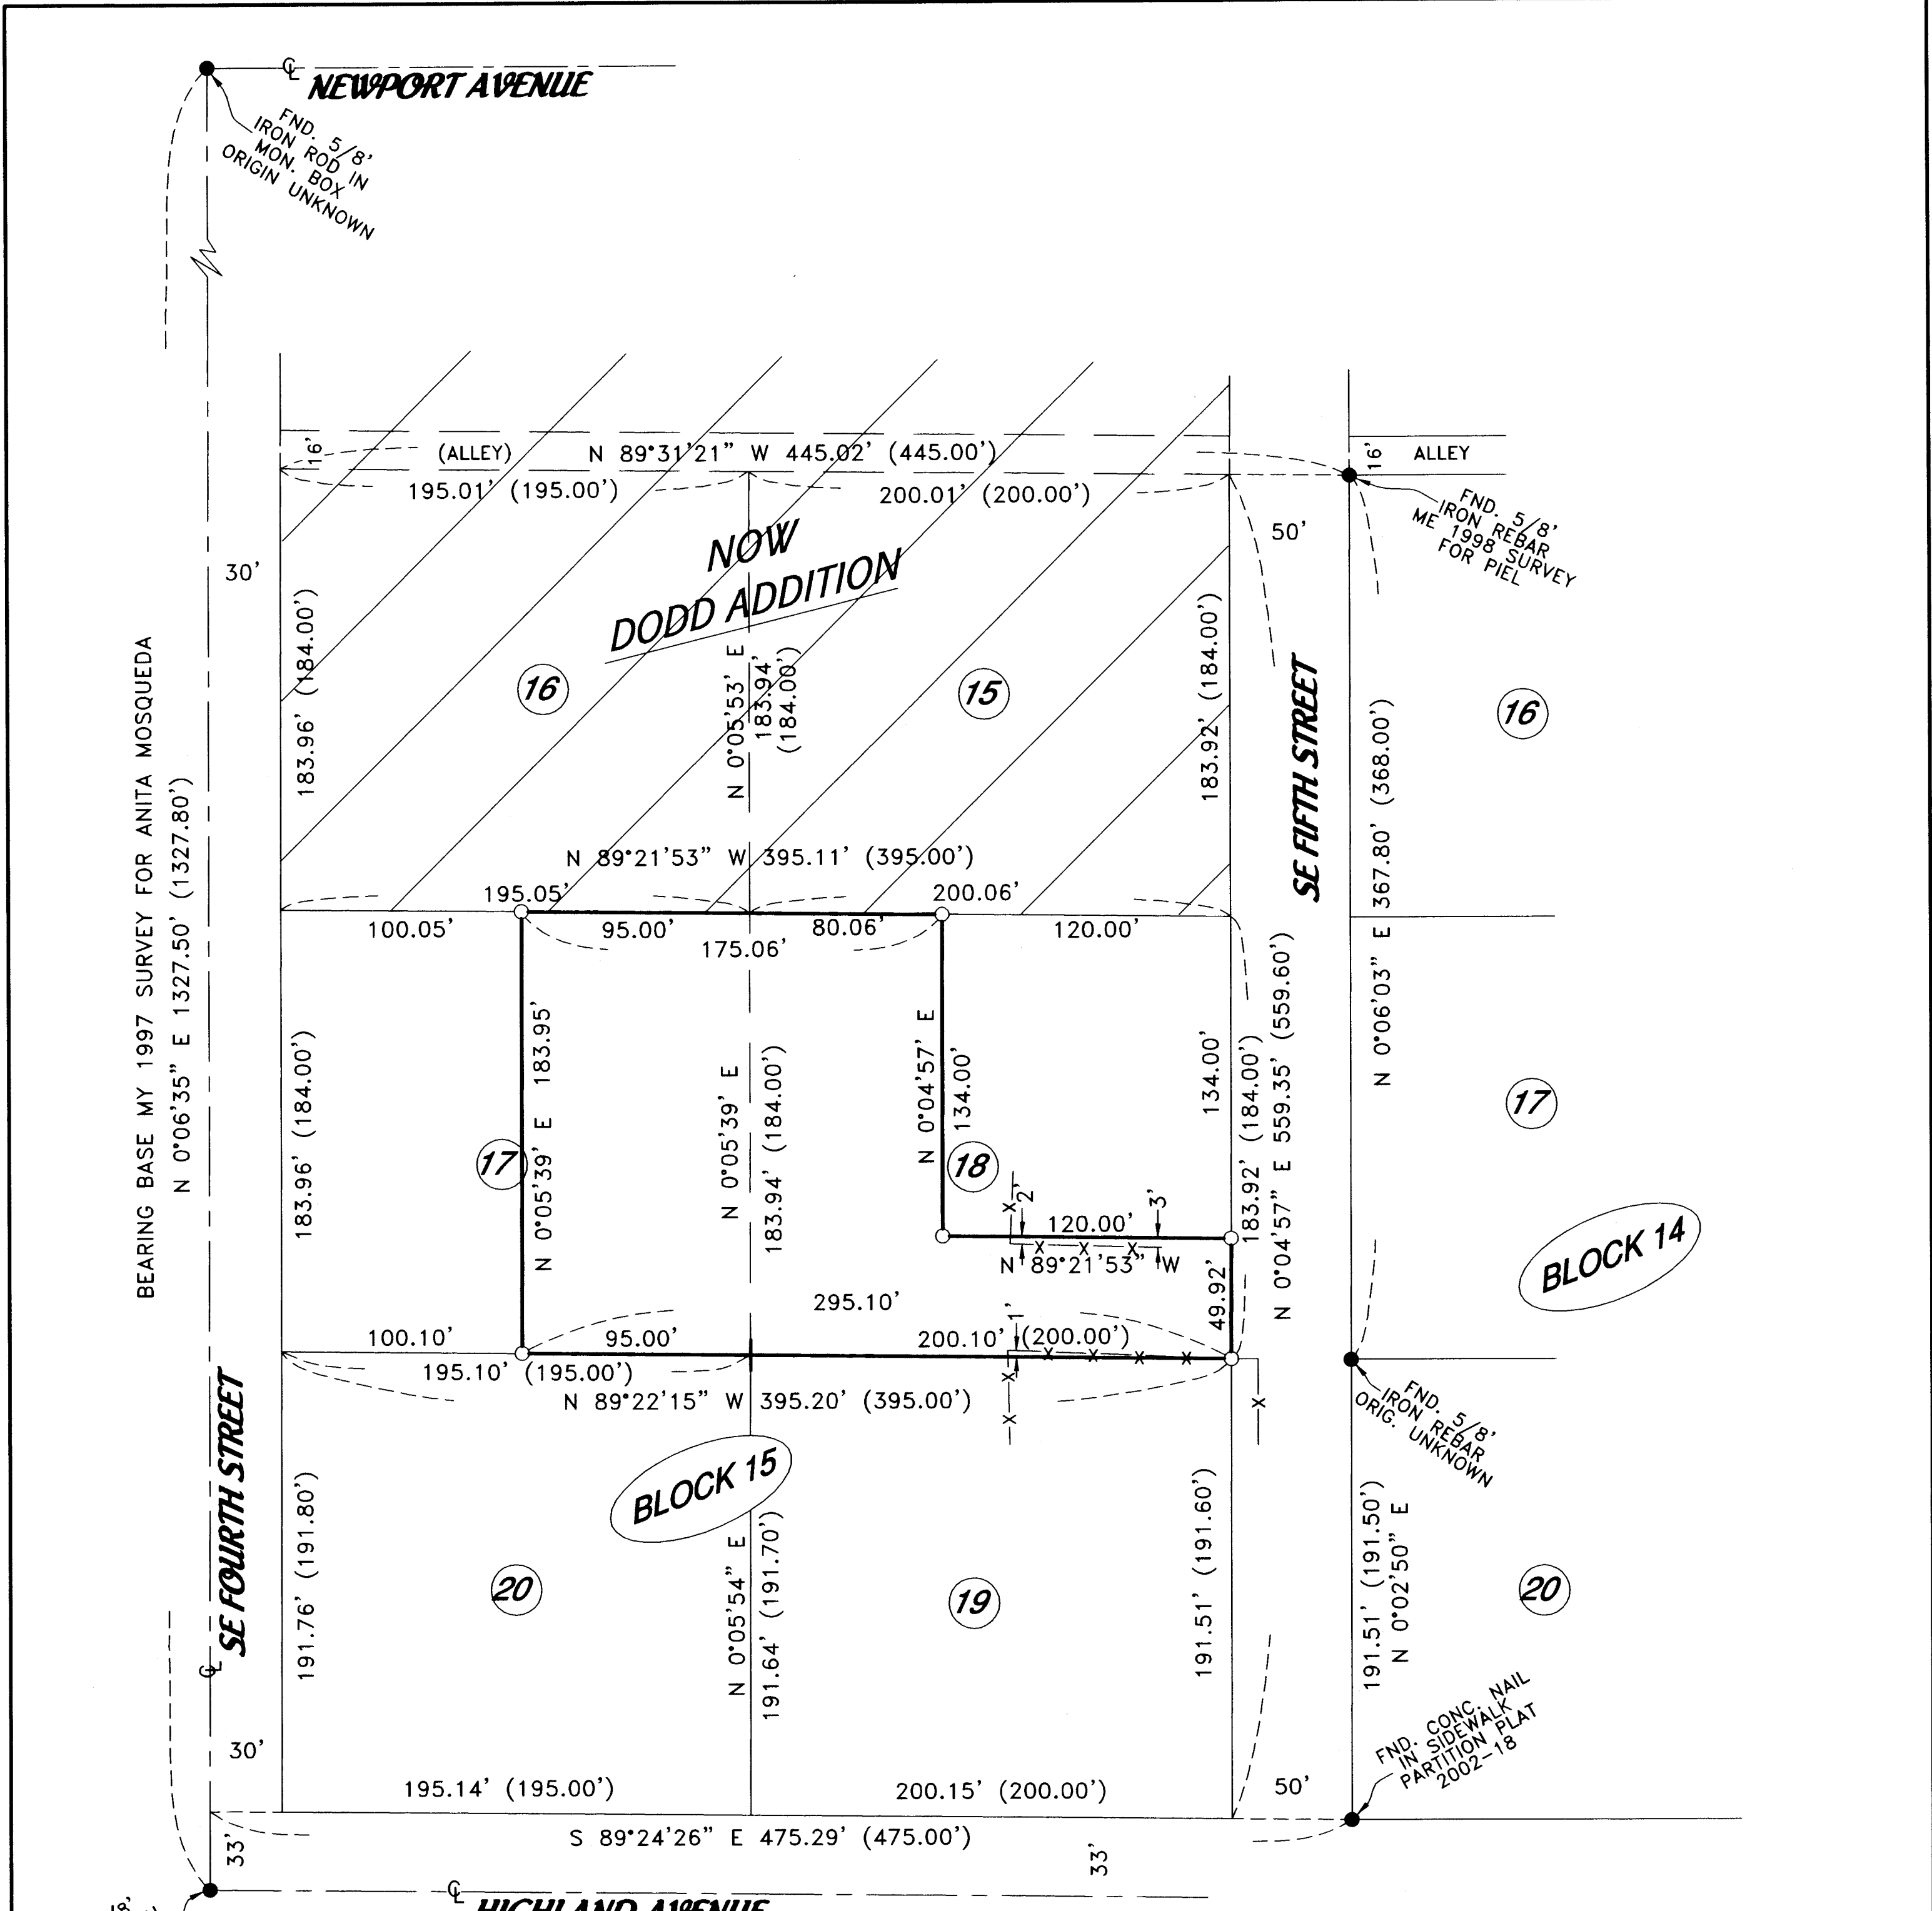 ℄ NEWPORT AVENUE
FND. 5/8'
IRON ROD IN
MON. BOX
ORIGIN UNKNOWN
16'
(ALLEY)
N 89°31'21" W 445.02' (445.00')
16'
ALLEY
195.01' (195.00')
200.01' (200.00')
FND. 5/8'
IRON REBAR
ME 1998 SURVEY
FOR PIEL
50'
30'
NOW
DODD ADDITION
183.96' (184.00')
N 0°05'53' E
183.94'
(184.00')
183.92' (184.00')
16
15
16
SE FIFTH STREET
N 0°06'03" E 367.80' (368.00')
BEARING BASE MY 1997 SURVEY FOR ANITA MOSQUEDA
N 0°06'35" E 1327.50' (1327.80')
N 89°21'53" W 395.11' (395.00')
195.05'
200.06'
100.05'
95.00'
80.06'
120.00'
175.06'
183.96' (184.00')
N 0°05'39' E 183.95'
N 0°05'39' E
183.94' (184.00')
N 0°04'57' E
134.00'
134.00'
183.92' (184.00')
N 0°04'57" E 559.35' (559.60')
17
18
17
2'
120.00'
3'
X
X X X
N 89°21'53" W
49.92'
BLOCK 14
295.10'
1'
100.10'
95.00'
200.10' (200.00')
X X X X
195.10' (195.00')
X
X
X
N 89°22'15" W 395.20' (395.00')
FND. 5/8'
IRON REBAR
ORIG. UNKNOWN
SE FOURTH STREET
BLOCK 15
191.76' (191.80')
N 0°05'54" E
191.64' (191.70')
191.51' (191.60')
191.51' (191.50')
N 0°02'50" E
20
19
20
℄
30'
FND. CONC. NAIL
IN SIDEWALK
PARTITION PLAT
2002-18
195.14' (195.00')
200.15' (200.00')
50'
S 89°24'26" E 475.29' (475.00')
33'
33'
℄
HIGHLAND AVENUE